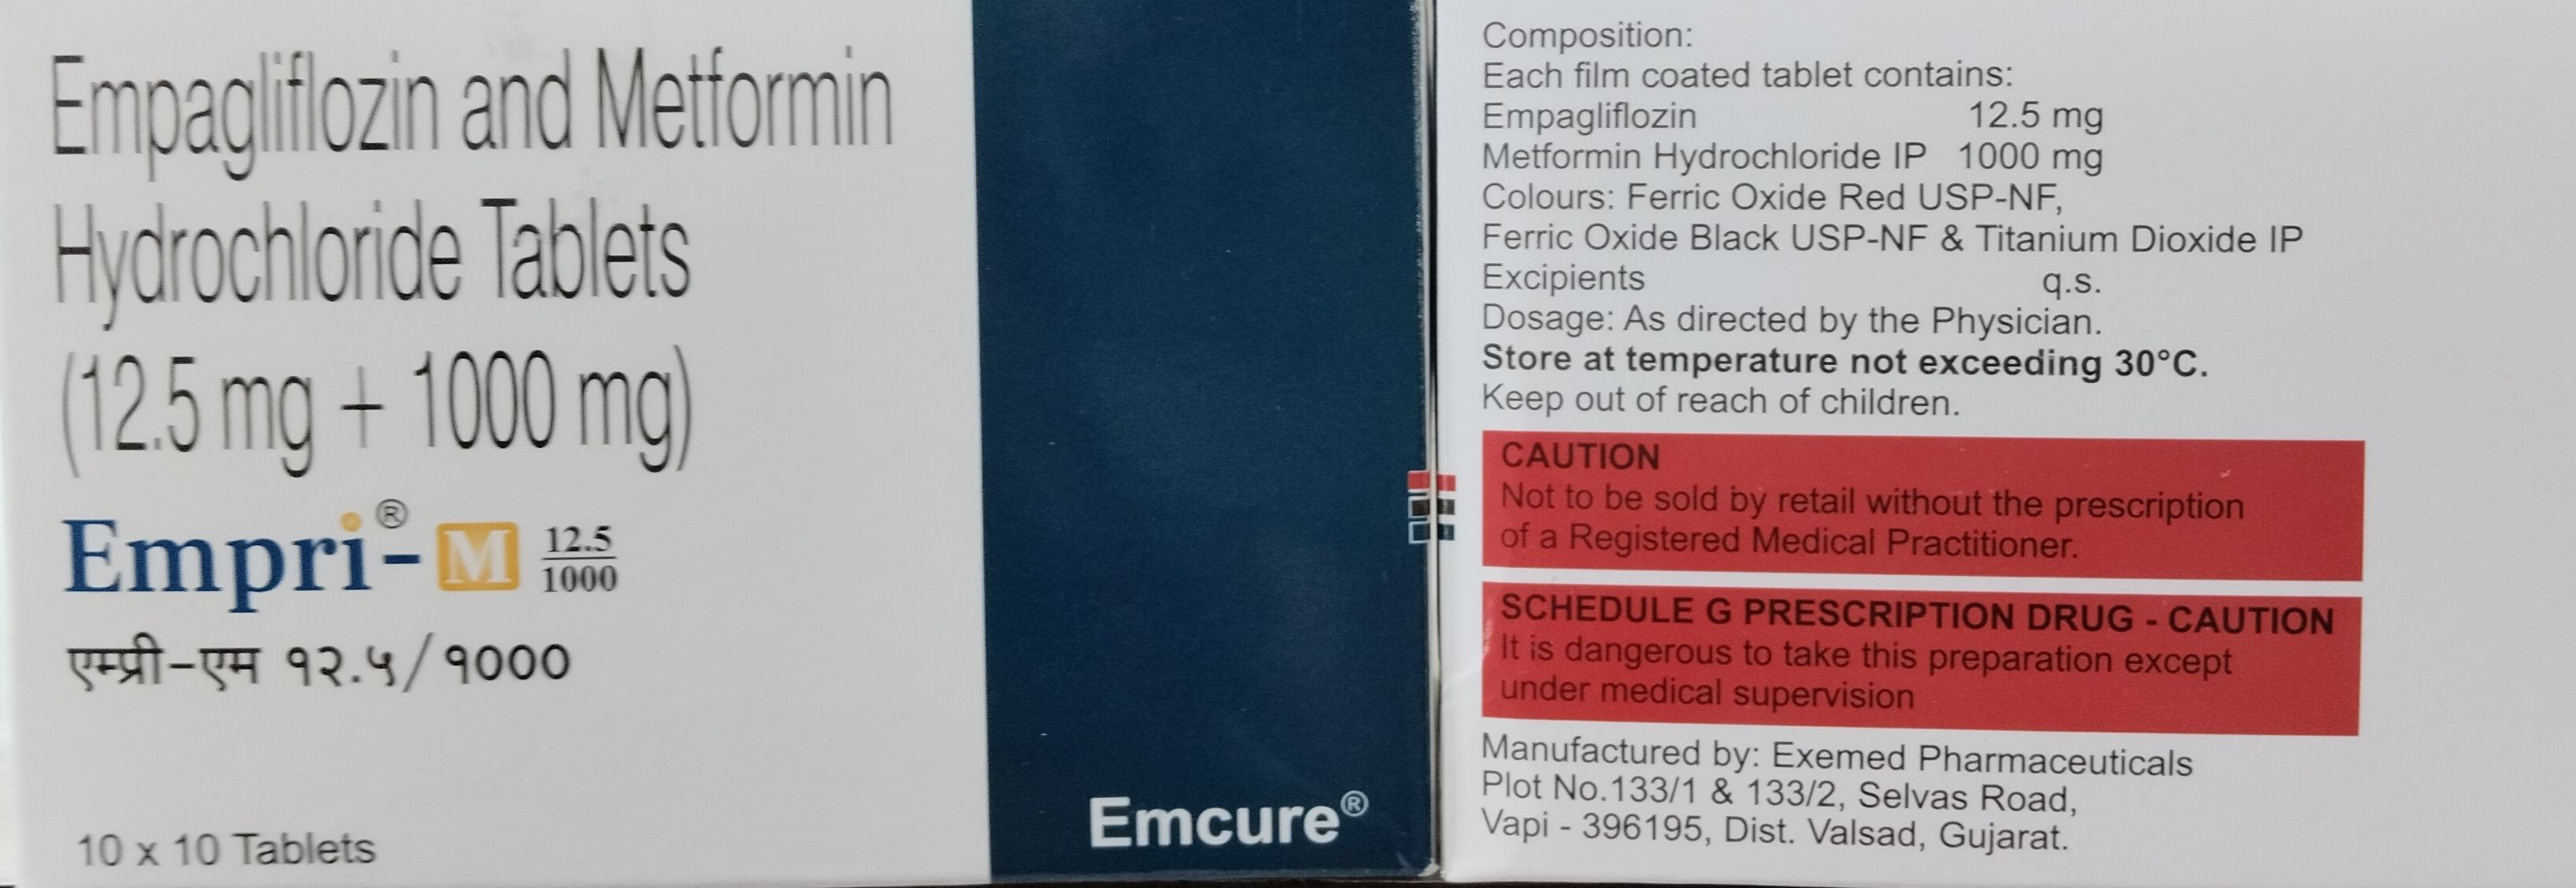 Empagliflozin and Metformin
Hydrochloride Tablets
(12.5 mg + 1000 mg)
Empri®-M 12.5/1000
एम्प्री-एम १२.५/१०००
10 x 10 Tablets
Emcure®
Composition:
Each film coated tablet contains:
Empagliflozin 12.5 mg
Metformin Hydrochloride IP 1000 mg
Colours: Ferric Oxide Red USP-NF,
Ferric Oxide Black USP-NF & Titanium Dioxide IP
Excipients q.s.
Dosage: As directed by the Physician.
Store at temperature not exceeding 30°C.
Keep out of reach of children.
CAUTION
Not to be sold by retail without the prescription
of a Registered Medical Practitioner.
SCHEDULE G PRESCRIPTION DRUG - CAUTION
It is dangerous to take this preparation except
under medical supervision
Manufactured by: Exemed Pharmaceuticals
Plot No.133/1 & 133/2, Selvas Road,
Vapi - 396195, Dist. Valsad, Gujarat.